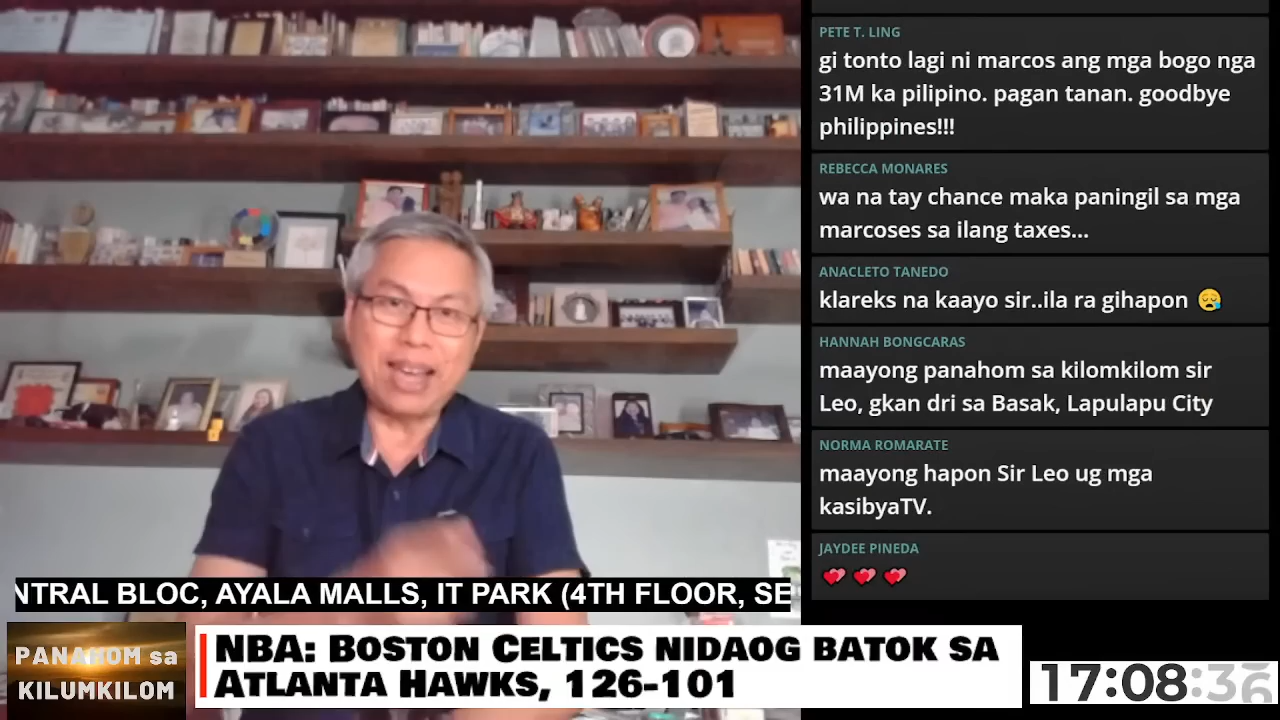 PETE T. LING
gi tonto lagi ni marcos ang mga bogo nga
31M ka pilipino. pagan tanan. goodbye
philippines!!!
REBECCA MONARES
wa na tay chance maka paningil sa mga
marcoses sa ilang taxes...
ANACLETO TANEDO
klareks na kaayo sir..ila ra gihapon 😪
HANNAH BONGCARAS
maayong panahom sa kilomkilom sir
Leo, gkan dri sa Basak, Lapulapu City
NORMA ROMARATE
maayong hapon Sir Leo ug mga
kasibyaTV.
JAYDEE PINEDA
💕 💕 💕
NTRAL BLOC, AYALA MALLS, IT PARK (4TH FLOOR, SE
PANAHOM sa
KILUMKILOM
NBA: BOSTON CELTICS NIDAOG BATOK SA
ATLANTA HAWKS, 126-101
17:08:36